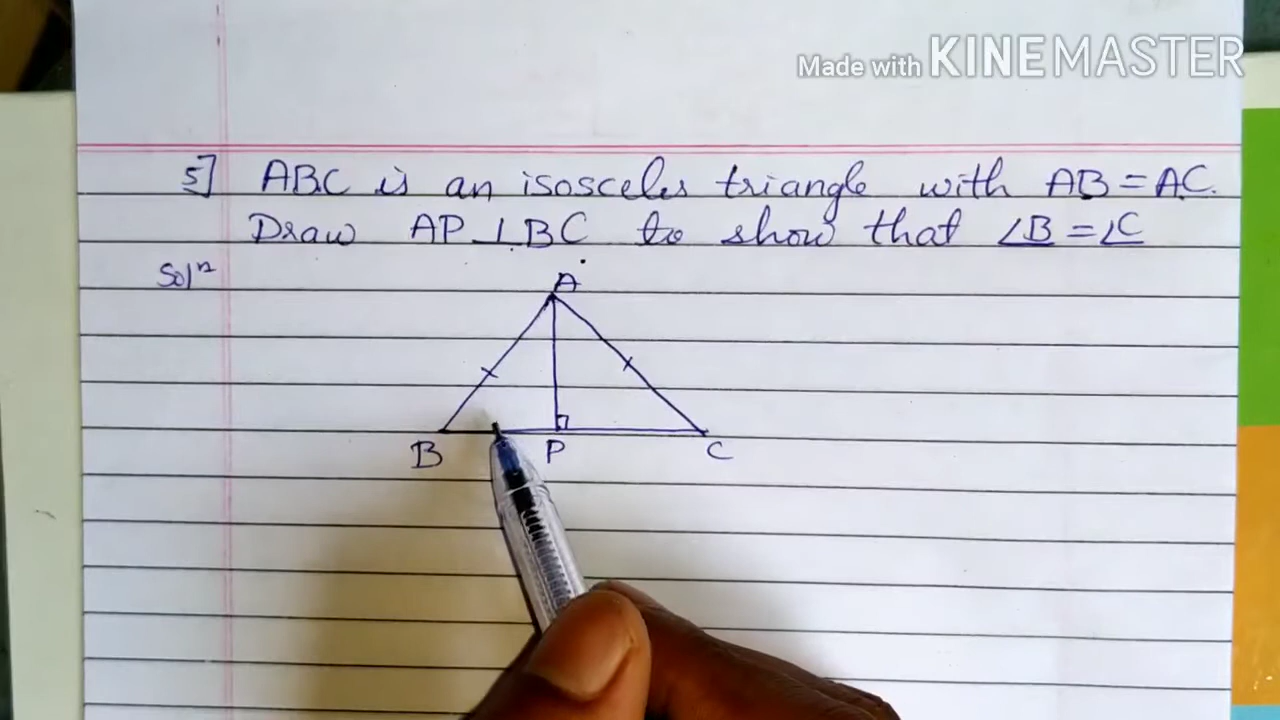 Made with KINEMASTER
5] ABC is an isosceles triangle with AB = AC.
Draw AP ⊥ BC to show that ∠B = ∠C
Solⁿ
A
B P C